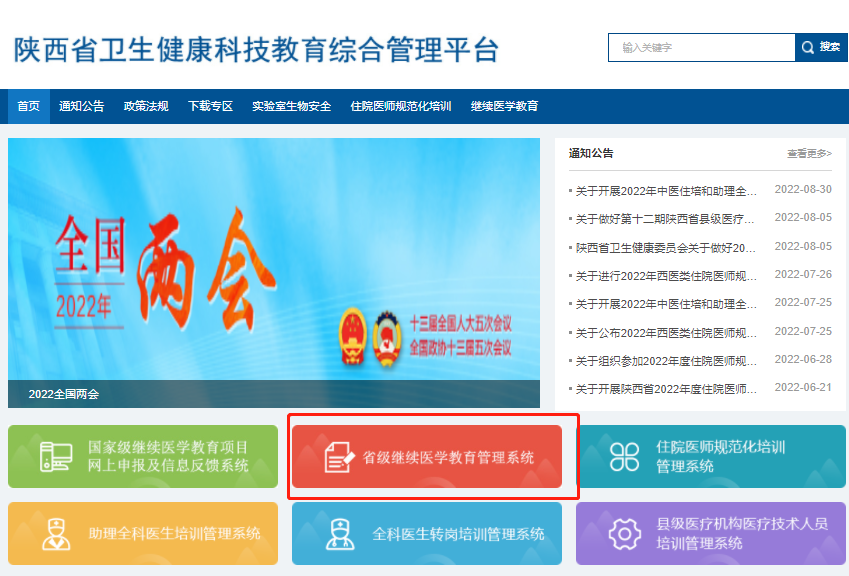 陕西省卫生健康科技教育综合管理平台
输入关键字
搜索
首页 通知公告 政策法规 下载专区 实验室生物安全 住院医师规范化培训 继续医学教育
全国
2022年
两会
十三届全国人大五次会议
全国政协十三届五次会议
2022全国两会
通知公告 查看更多>
关于开展2022年中医住培和助理全... 2022-08-30
关于做好第十二期陕西省县级医疗... 2022-08-05
陕西省卫生健康委员会关于做好20... 2022-08-05
关于进行2022年西医类住院医师规... 2022-07-26
关于开展2022年中医住培和助理全... 2022-07-25
关于公布2022年西医类住院医师规... 2022-07-25
关于组织参加2022年度住院医师规... 2022-06-28
关于开展陕西省2022年度住院医师... 2022-06-21
国家级继续医学教育项目
网上申报及信息反馈系统
省级继续医学教育管理系统
住院医师规范化培训
管理系统
助理全科医生培训管理系统
全科医生转岗培训管理系统
县级医疗机构医疗技术人员
培训管理系统